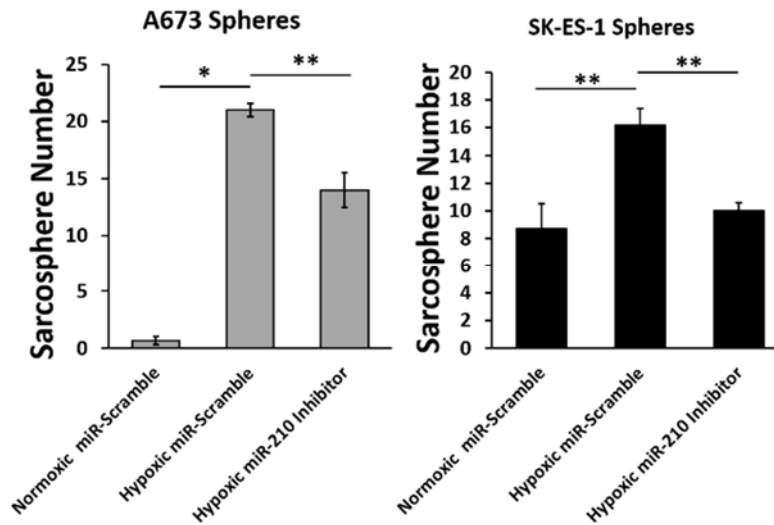 A673 Spheres
Sarcosphere Number
25
20
15
10
5
0
*
**
Normoxic miR-Scramble
Hypoxic miR-Scramble
Hypoxic miR-210 Inhibitor
SK-ES-1 Spheres
Sarcosphere Number
20
18
16
14
12
10
8
6
4
2
0
**
**
Normoxic miR-Scramble
Hypoxic miR-Scramble
Hypoxic miR-210 Inhibitor